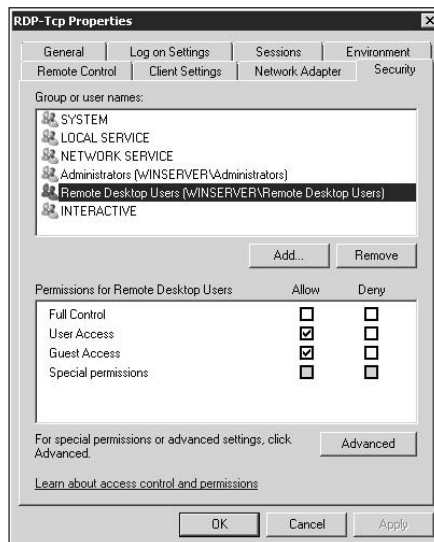 RDP-Tcp Properties
General Log on Settings Sessions Environment
Remote Control Client Settings Network Adapter Security
Group or user names:
SYSTEM
LOCAL SERVICE
NETWORK SERVICE
Administrators (WINSERVER\Administrators)
Remote Desktop Users (WINSERVER\Remote Desktop Users)
INTERACTIVE
Add... Remove
Permissions for Remote Desktop Users Allow Deny
Full Control
User Access
Guest Access
Special permissions
For special permissions or advanced settings, click
Advanced.
Advanced
Learn about access control and permissions
OK Cancel Apply